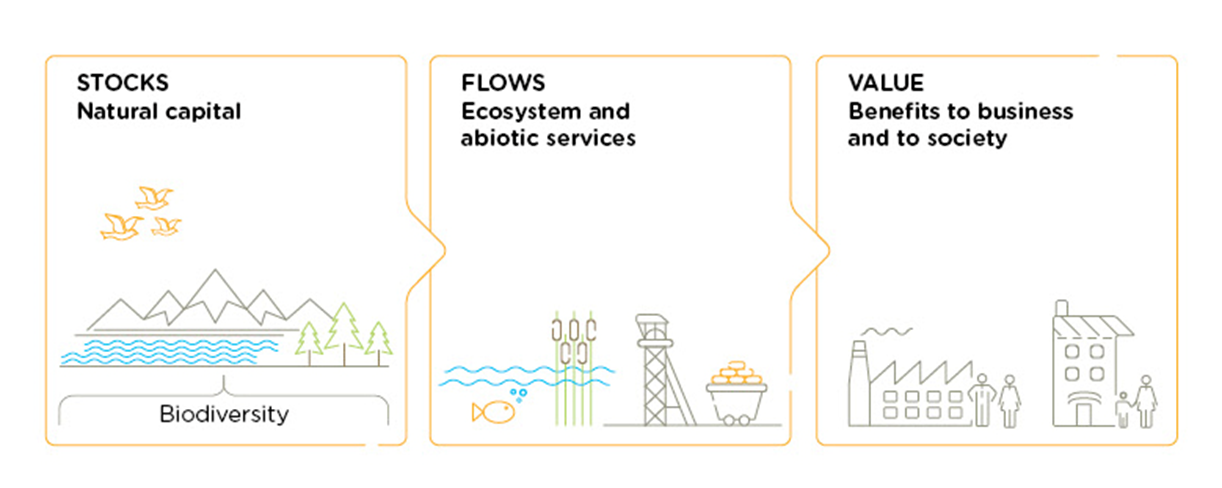 STOCKS
Natural capital
Biodiversity
FLOWS
Ecosystem and
abiotic services
VALUE
Benefits to business
and to society